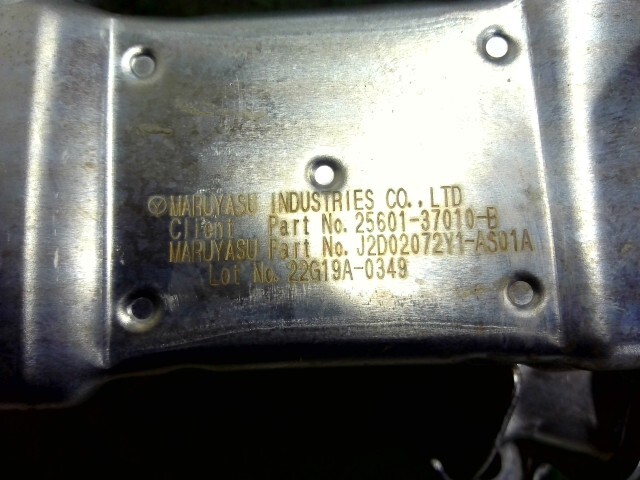 MARUYASU INDUSTRIES CO., LTD
Client Part No. 25601-37010-B
MARUYASU Part No. J2D02072Y1-AS01A
Lot No. 22G19A-0349